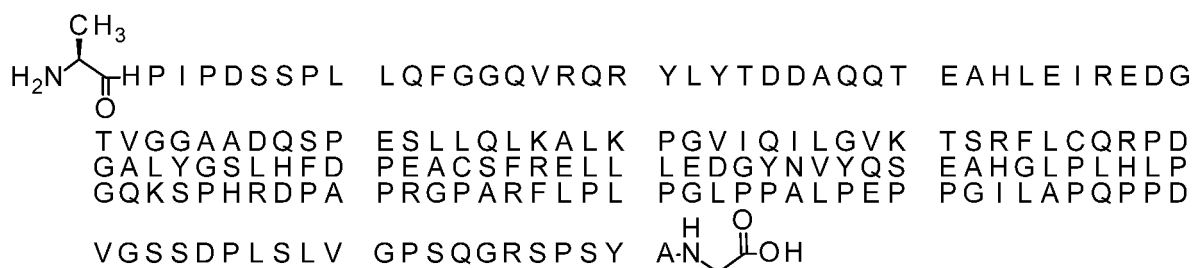 CH₃
H₂N HPIPDSSPL LQFGGQVRQR YLYTDDAQQT EAHLEIREDG
O
TVGGAADQSP ESLLQLKALK PGVIQILGVK TSRFLCQRPD
GALYGSLHFD PEACSFRELL LEDGYNVYQS EAHGLPLHLP
GQKSPHRDPA PRGPARFLPL PGLPPALPEP PGILAPQPPD
H O
VGSSDPLSLV GPSQGRSPSY A-N OH